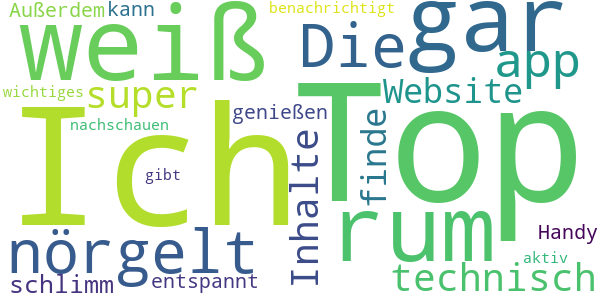 Außerdem
kann
benachrichtigt
weiß
Die
gar
app
wichtiges
super
Website
genießen
Ich
Top
nachschauen
gibt
Inhalte
finde
rum
nörgelt
Handy
schlimm
entspannt
technisch
aktiv